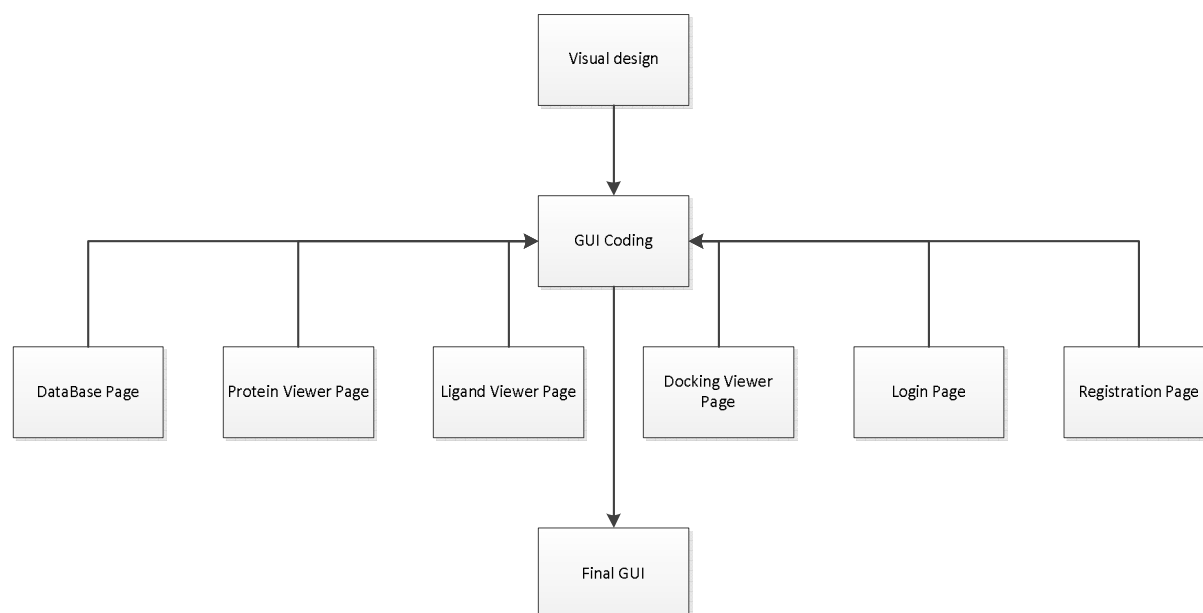 Visual design
GUI Coding
DataBase Page
Protein Viewer Page
Ligand Viewer Page
Docking Viewer
Page
Login Page
Registration Page
Final GUI